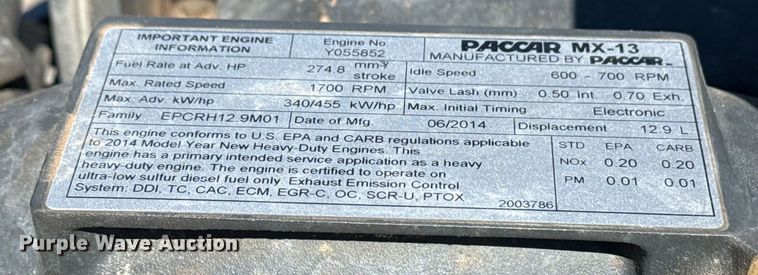 IMPORTANT ENGINE INFORMATION
Engine No. Y055852
PACCAR MX-13
MANUFACTURED BY PACCAR
Fuel Rate at Adv. HP 274.8 mm³/stroke
Idle Speed 600 - 700 RPM
Max. Rated Speed 1700 RPM
Valve Lash (mm) 0.50 Int. 0.70 Exh.
Max. Adv. kW/hp 340/455 kW/hp
Max. Initial Timing Electronic
Family EPCRH12.9M01
Date of Mfg. 06/2014
Displacement 12.9 L.
This engine conforms to U.S. EPA and CARB regulations applicable
to 2014 Model Year New Heavy-Duty Engines. This
engine has a primary intended service application as a heavy
heavy-duty engine. The engine is certified to operate on
ultra-low sulfur diesel fuel only. Exhaust Emission Control
System: DDI, TC, CAC, ECM, EGR-C, OC, SCR-U, PTOX
STD EPA CARB
NOx 0.20 0.20
PM 0.01 0.01
2003786
Purple Wave Auction